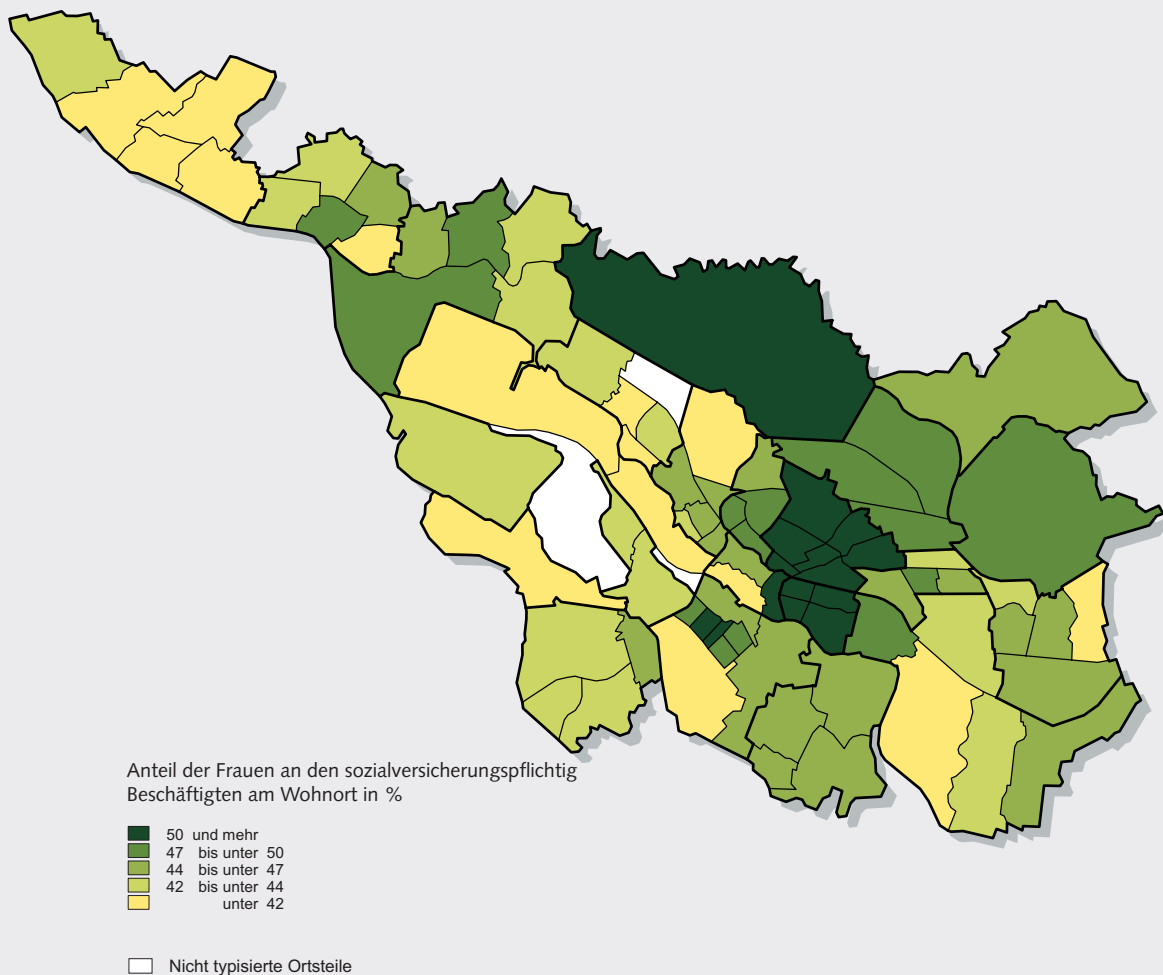 Anteil der Frauen an den sozialversicherungspflichtig
Beschäftigten am Wohnort in %
50 und mehr
47 bis unter 50
44 bis unter 47
42 bis unter 44
unter 42
Nicht typisierte Ortsteile